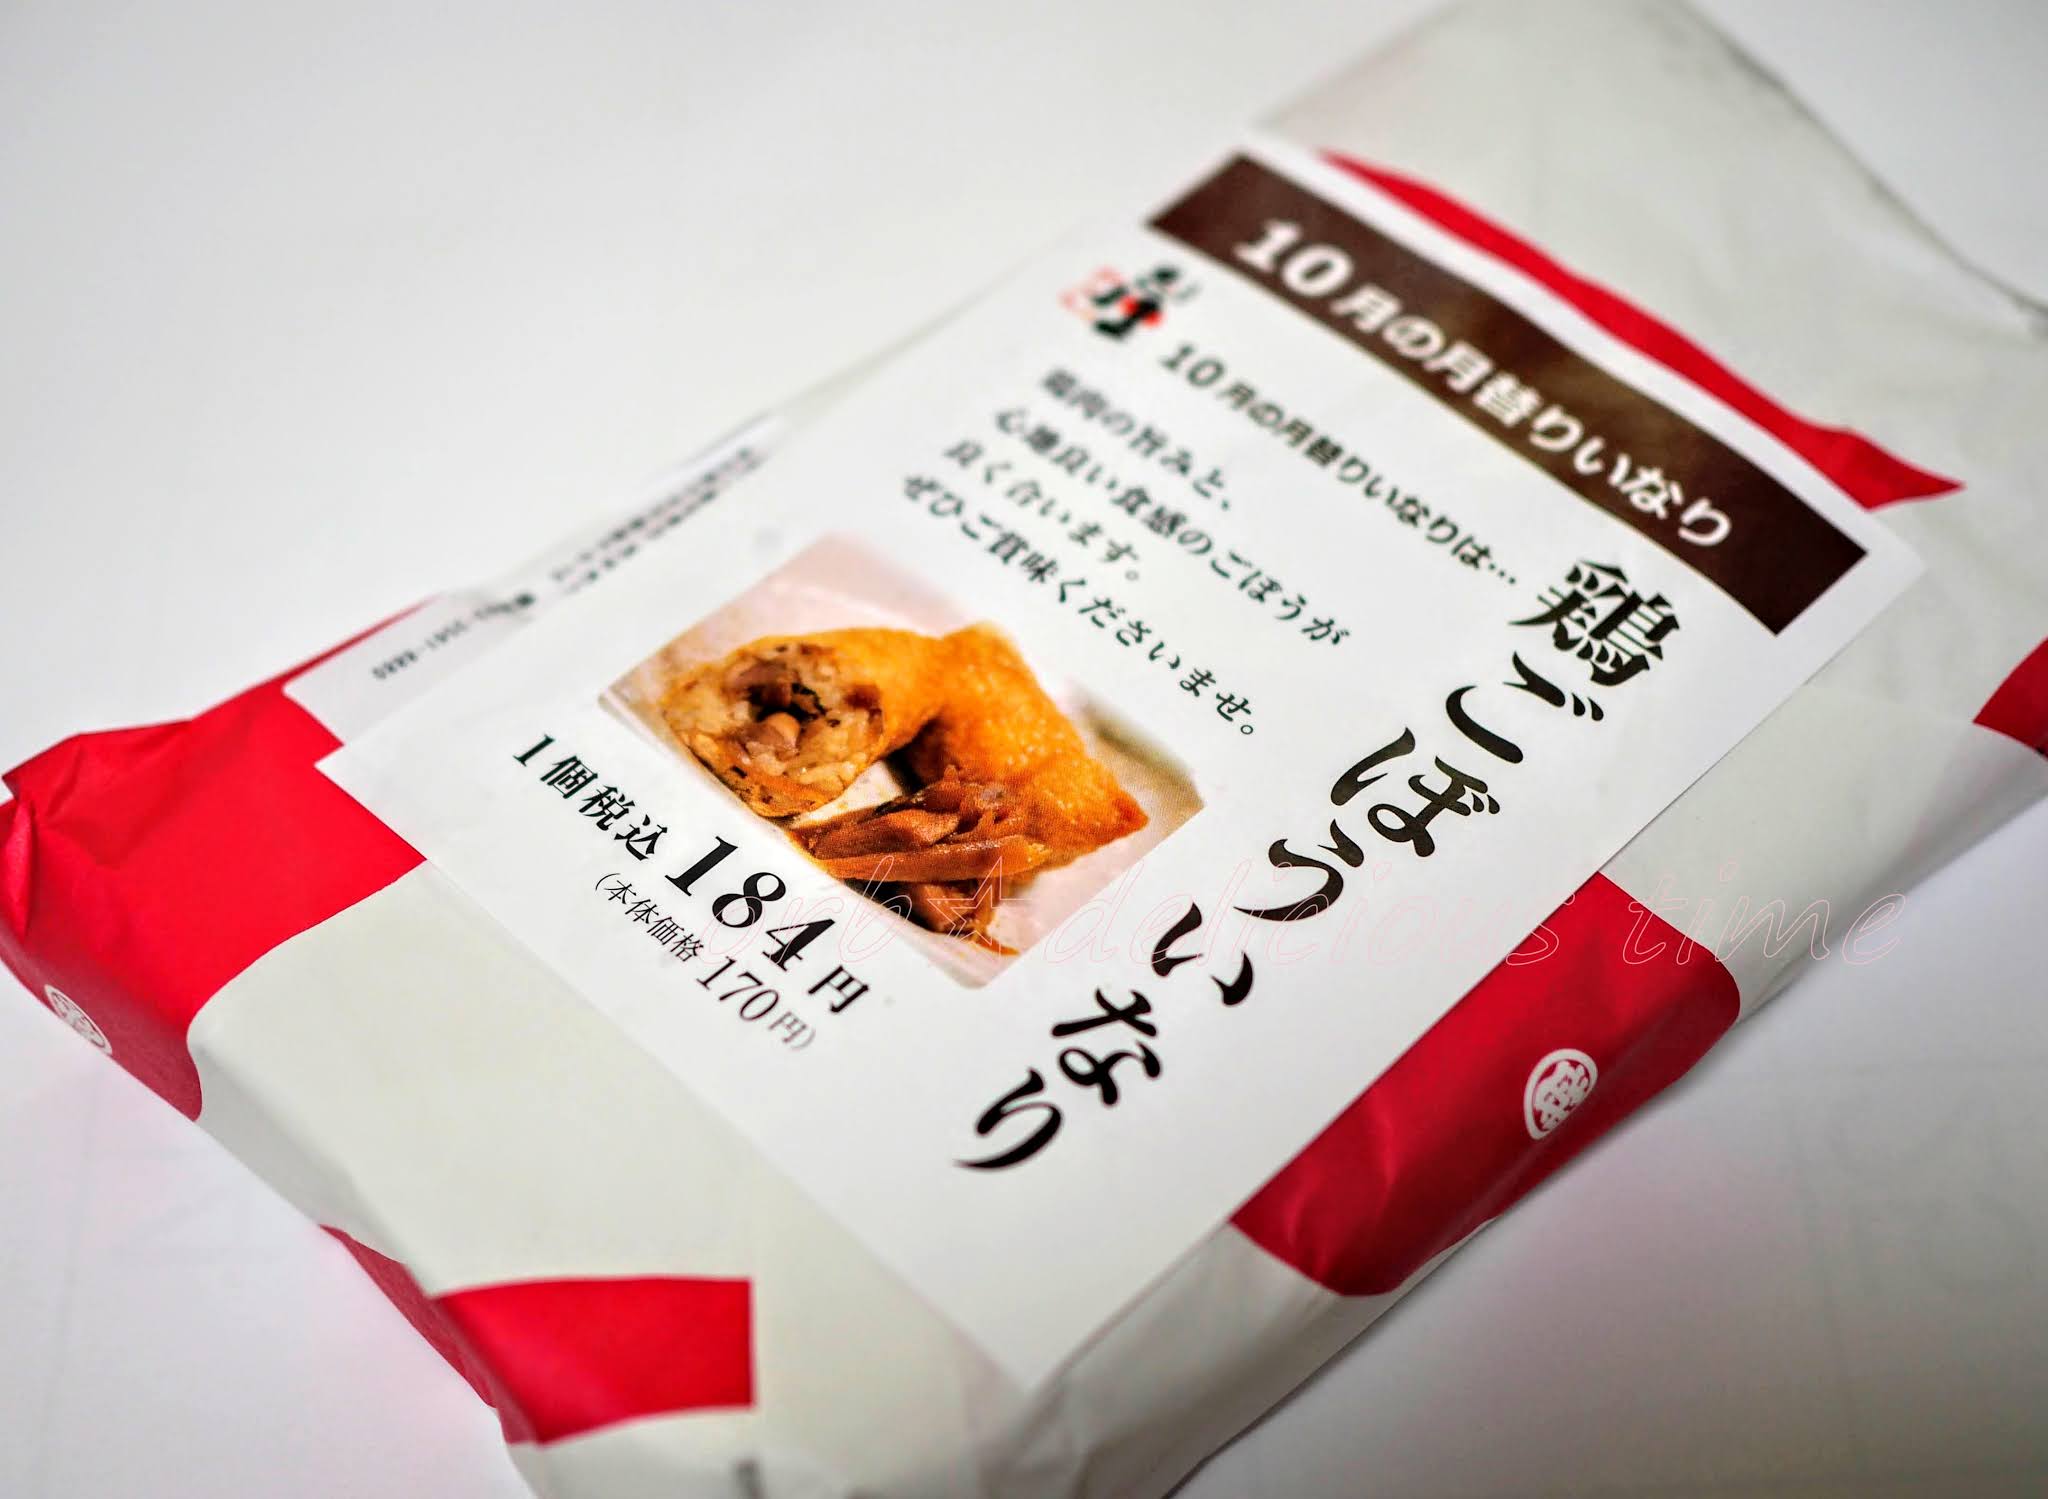 10月の月替りいなり
10月の月替りいなりは…
鶏ごぼういなり
鶏肉の旨みと、
心地良い食感のごぼうが
良く合います。
ぜひご賞味くださいませ。
1個税込 184円
（本体価格170円）
orb☆delicious time